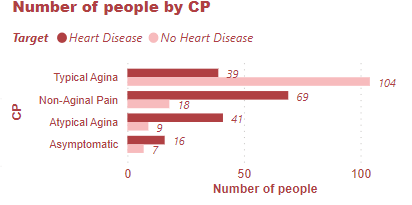 Number of people by CP
Target Heart Disease No Heart Disease
Typical Agina 39
104
Non-Aginal Pain 69
18
Atypical Agina 41
9
Asymptomatic 16
7
CP
0 50 100
Number of people